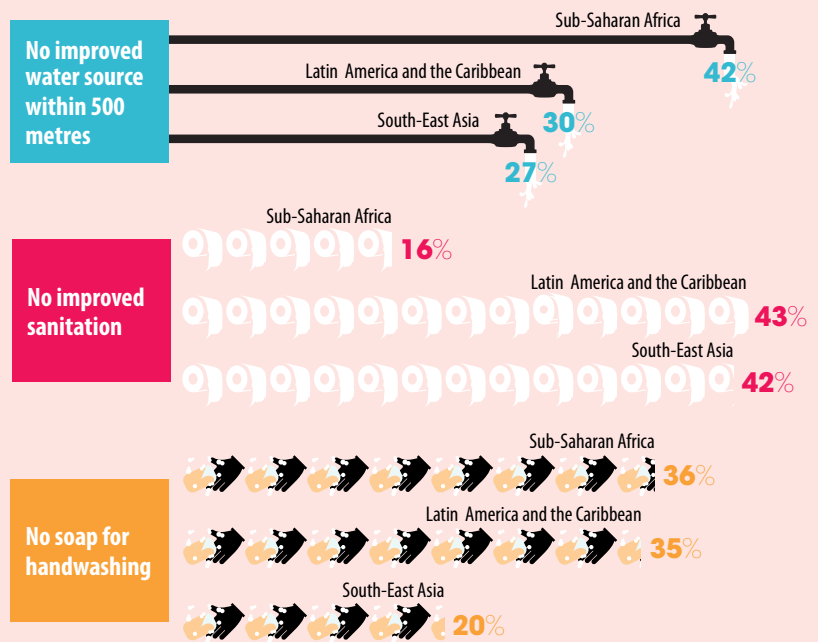 No improved
water source
within 500
metres
Sub-Saharan Africa
42%
Latin America and the Caribbean
30%
South-East Asia
27%
No improved
sanitation
Sub-Saharan Africa
16%
Latin America and the Caribbean
43%
South-East Asia
42%
No soap for
handwashing
Sub-Saharan Africa
36%
Latin America and the Caribbean
35%
South-East Asia
20%